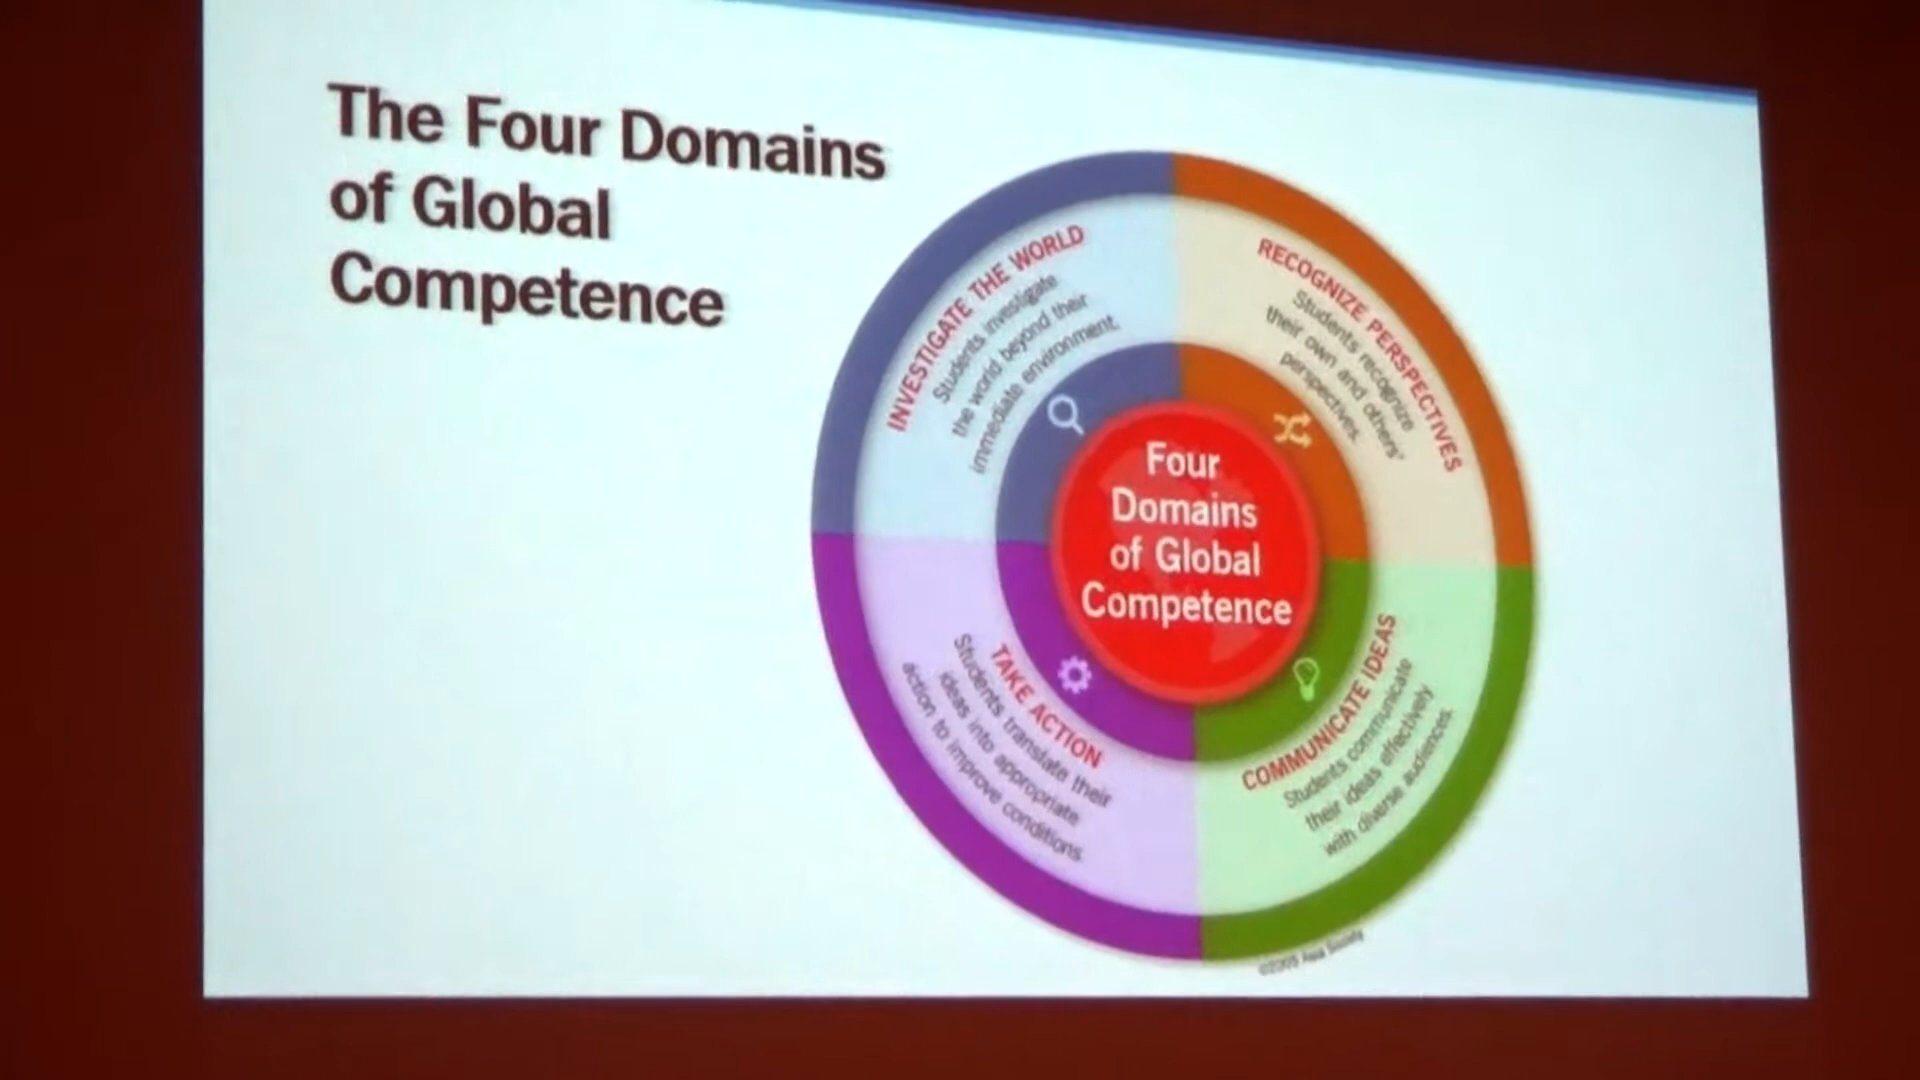 The Four Domains
of Global
Competence
INVESTIGATE THE WORLD
Students investigate
the world beyond their
immediate environment.
RECOGNIZE PERSPECTIVES
Students recognize
their own and others'
perspectives.
Four
Domains
of Global
Competence
TAKE ACTION
Students translate their
ideas into appropriate
action to improve conditions.
COMMUNICATE IDEAS
Students communicate
their ideas effectively
with diverse audiences.
Asia Society